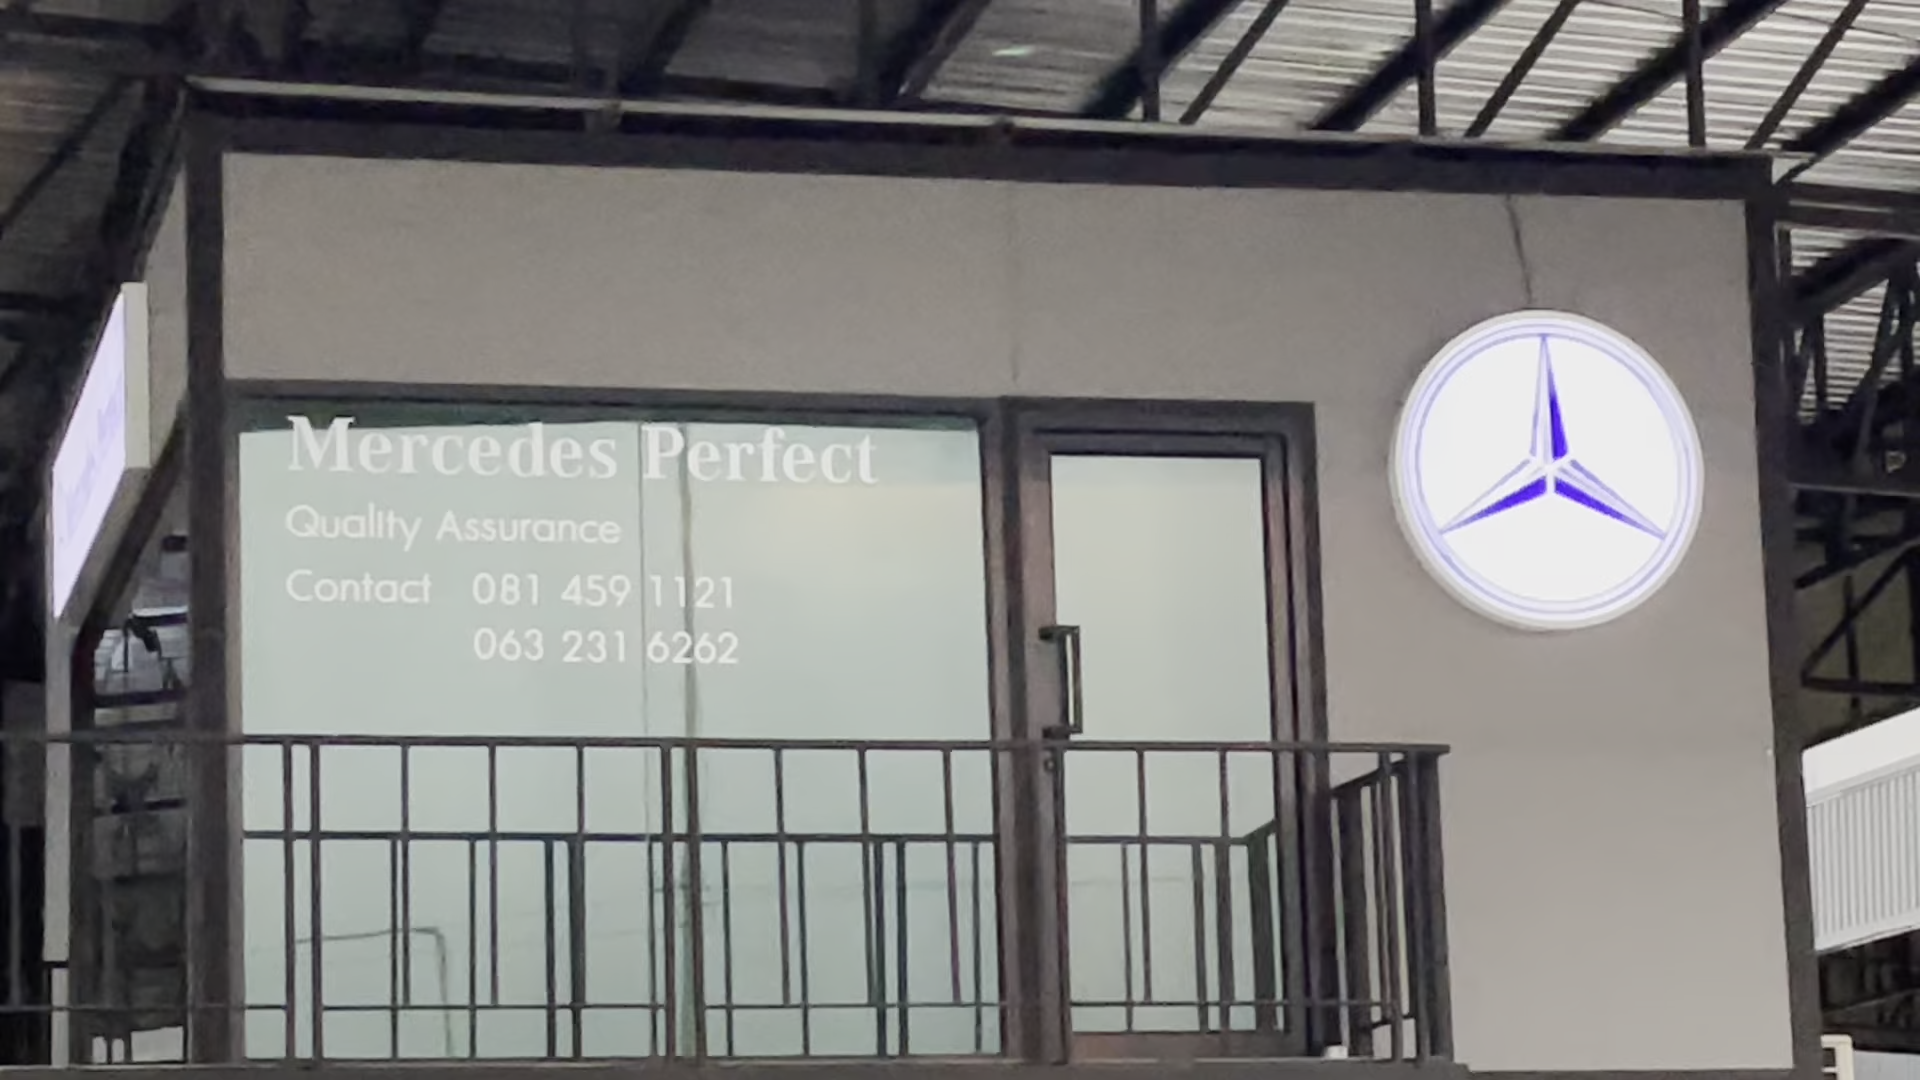 Mercedes Perfect
Quality Assurance
Contact 081 459 1121
063 231 6262